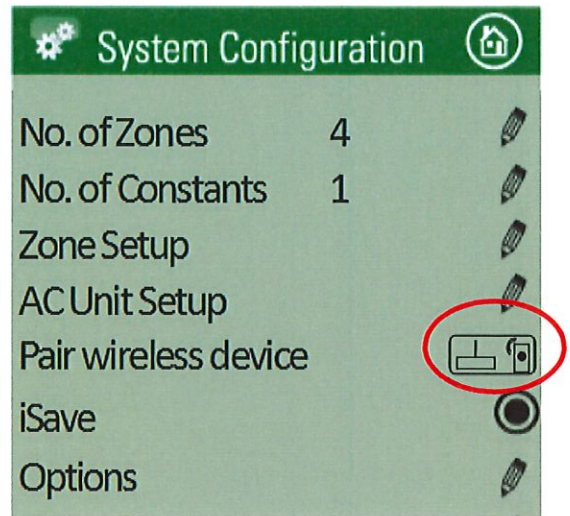 System Configuration
No. of Zones 4
No. of Constants 1
Zone Setup
AC Unit Setup
Pair wireless device
iSave
Options